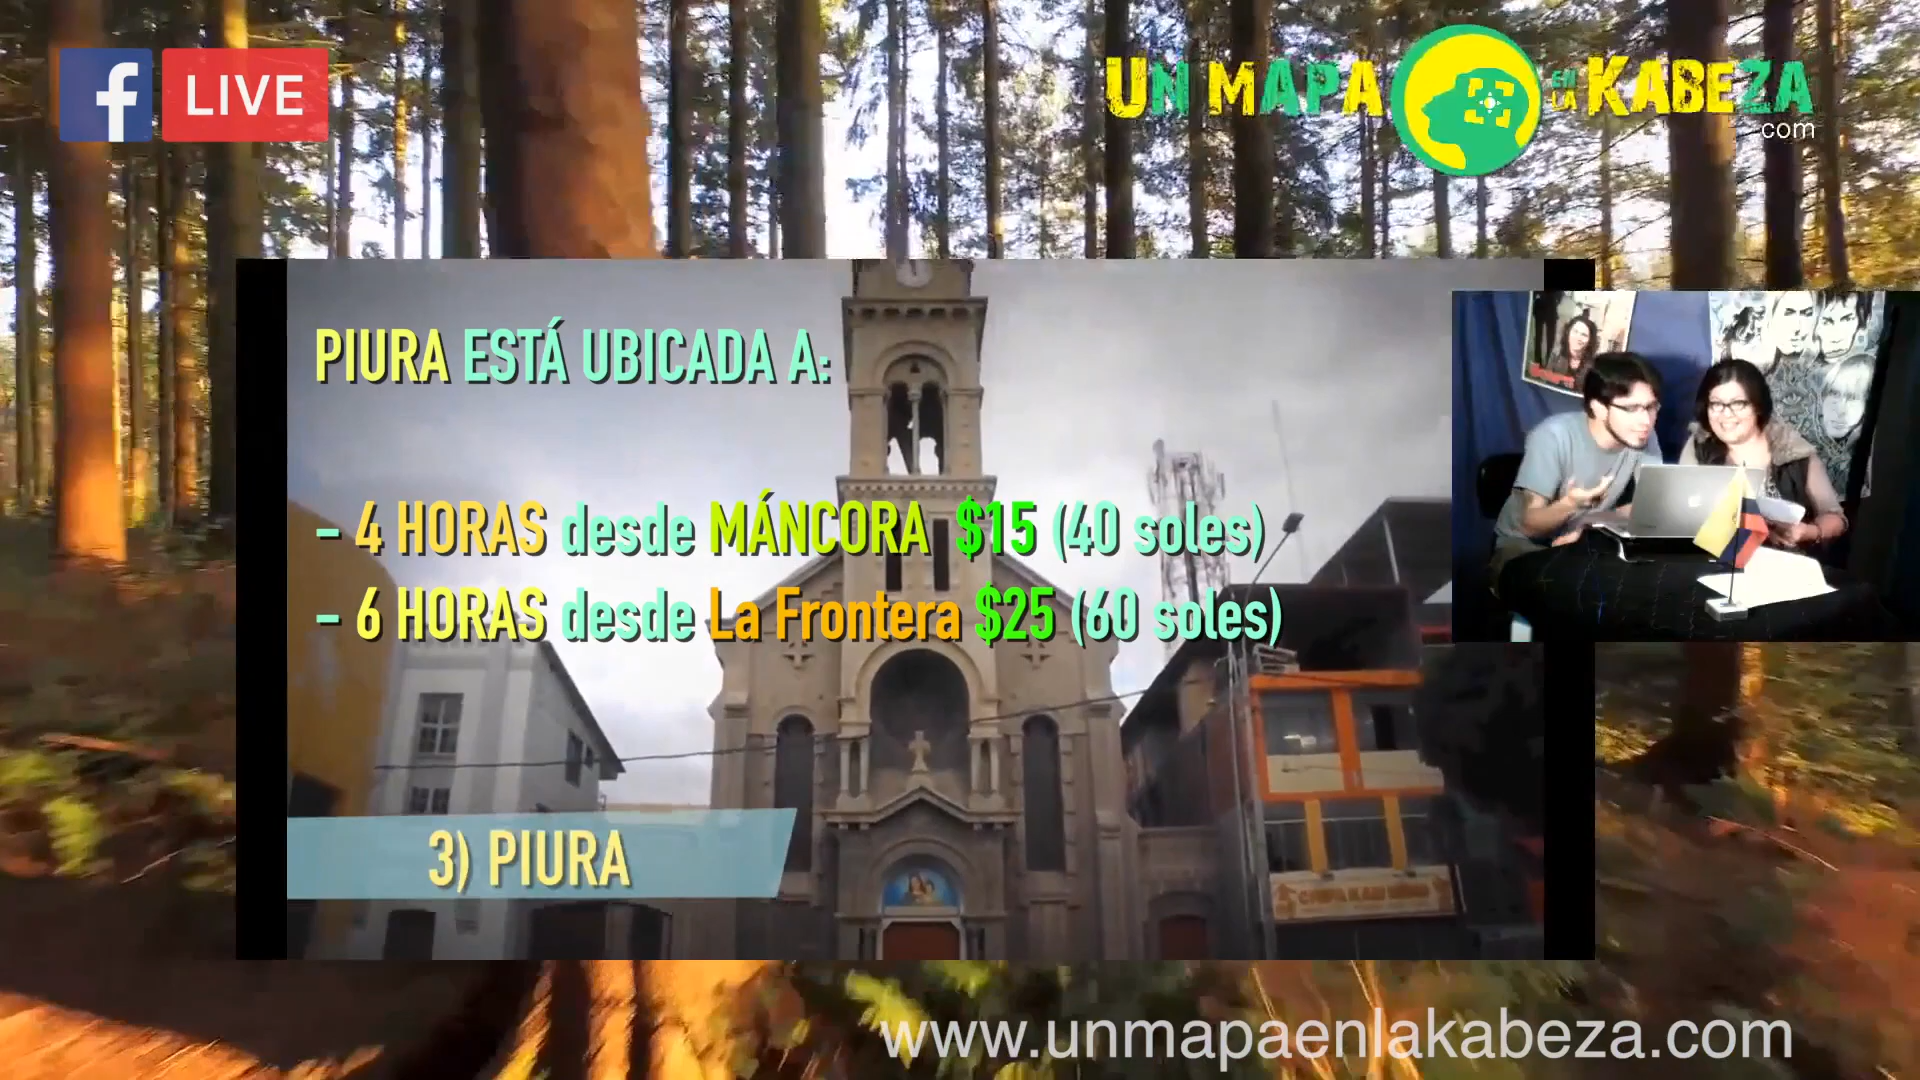 LIVE
UN MAPA EN LA KABEZA
com
PIURA ESTÁ UBICADA A:
- 4 HORAS desde MÁNCORA $15 (40 soles)
- 6 HORAS desde La Frontera $25 (60 soles)
3) PIURA
www.unmapaenlakabeza.com